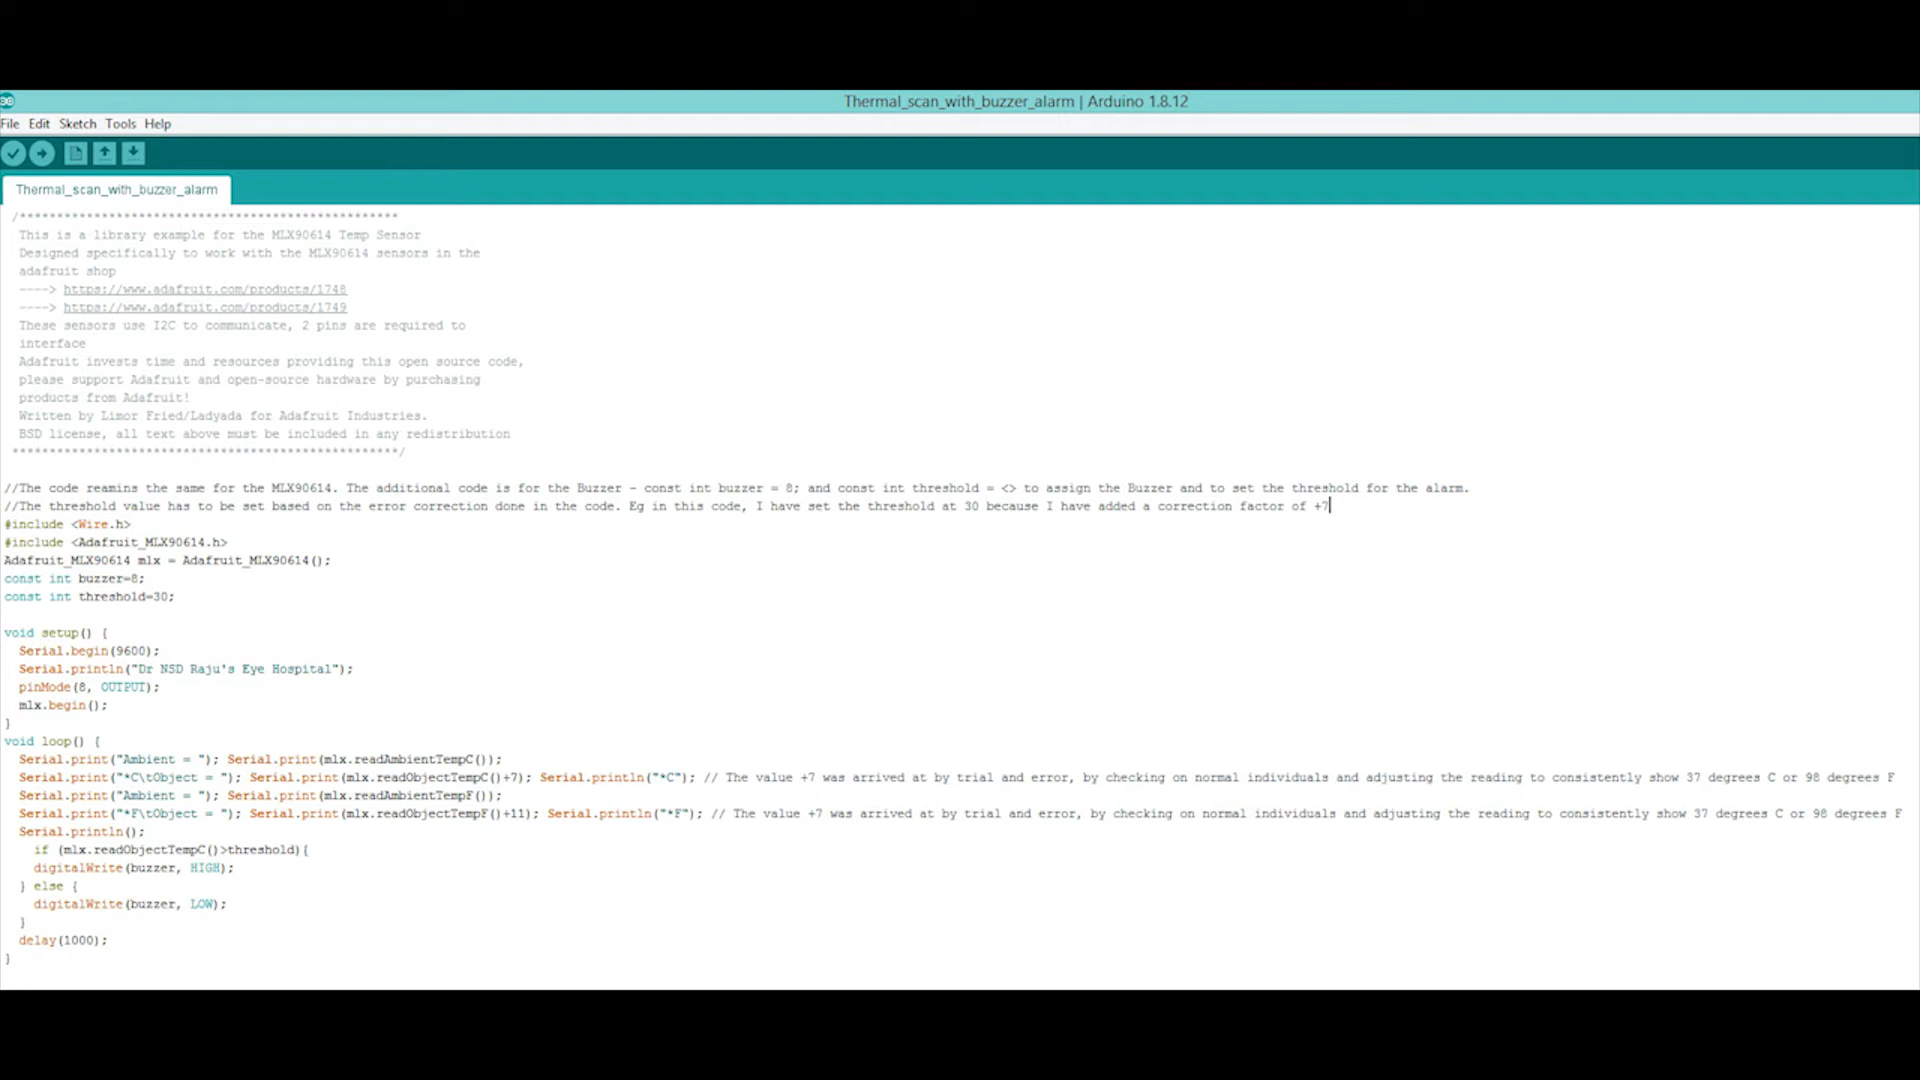 Thermal_scan_with_buzzer_alarm | Arduino 1.8.12
File Edit Sketch Tools Help
Thermal_scan_with_buzzer_alarm
/***************************************************
This is a library example for the MLX90614 Temp Sensor
Designed specifically to work with the MLX90614 sensors in the
adafruit shop
----> https://www.adafruit.com/products/1748
----> https://www.adafruit.com/products/1749
These sensors use I2C to communicate, 2 pins are required to
interface
Adafruit invests time and resources providing this open source code,
please support Adafruit and open-source hardware by purchasing
products from Adafruit!
Written by Limor Fried/Ladyada for Adafruit Industries.
BSD license, all text above must be included in any redistribution
****************************************************/
//The code reamins the same for the MLX90614. The additional code is for the Buzzer - const int buzzer = 8; and const int threshold = <> to assign the Buzzer and to set the threshold for the alarm.
//The threshold value has to be set based on the error correction done in the code. Eg in this code, I have set the threshold at 30 because I have added a correction factor of +7
#include <Wire.h>
#include <Adafruit_MLX90614.h>
Adafruit_MLX90614 mlx = Adafruit_MLX90614();
const int buzzer=8;
const int threshold=30;
void setup() {
Serial.begin(9600);
Serial.println("Dr NSD Raju's Eye Hospital");
pinMode(8, OUTPUT);
mlx.begin();
}
void loop() {
Serial.print("Ambient = "); Serial.print(mlx.readAmbientTempC());
Serial.print("*C\tObject = "); Serial.print(mlx.readObjectTempC()+7); Serial.println("*C"); // The value +7 was arrived at by trial and error, by checking on normal individuals and adjusting the reading to consistently show 37 degrees C or 98 degrees F
Serial.print("Ambient = "); Serial.print(mlx.readAmbientTempF());
Serial.print("*F\tObject = "); Serial.print(mlx.readObjectTempF()+11); Serial.println("*F"); // The value +7 was arrived at by trial and error, by checking on normal individuals and adjusting the reading to consistently show 37 degrees C or 98 degrees F
Serial.println();
if (mlx.readObjectTempC()>threshold){
digitalWrite(buzzer, HIGH);
} else {
digitalWrite(buzzer, LOW);
}
delay(1000);
}